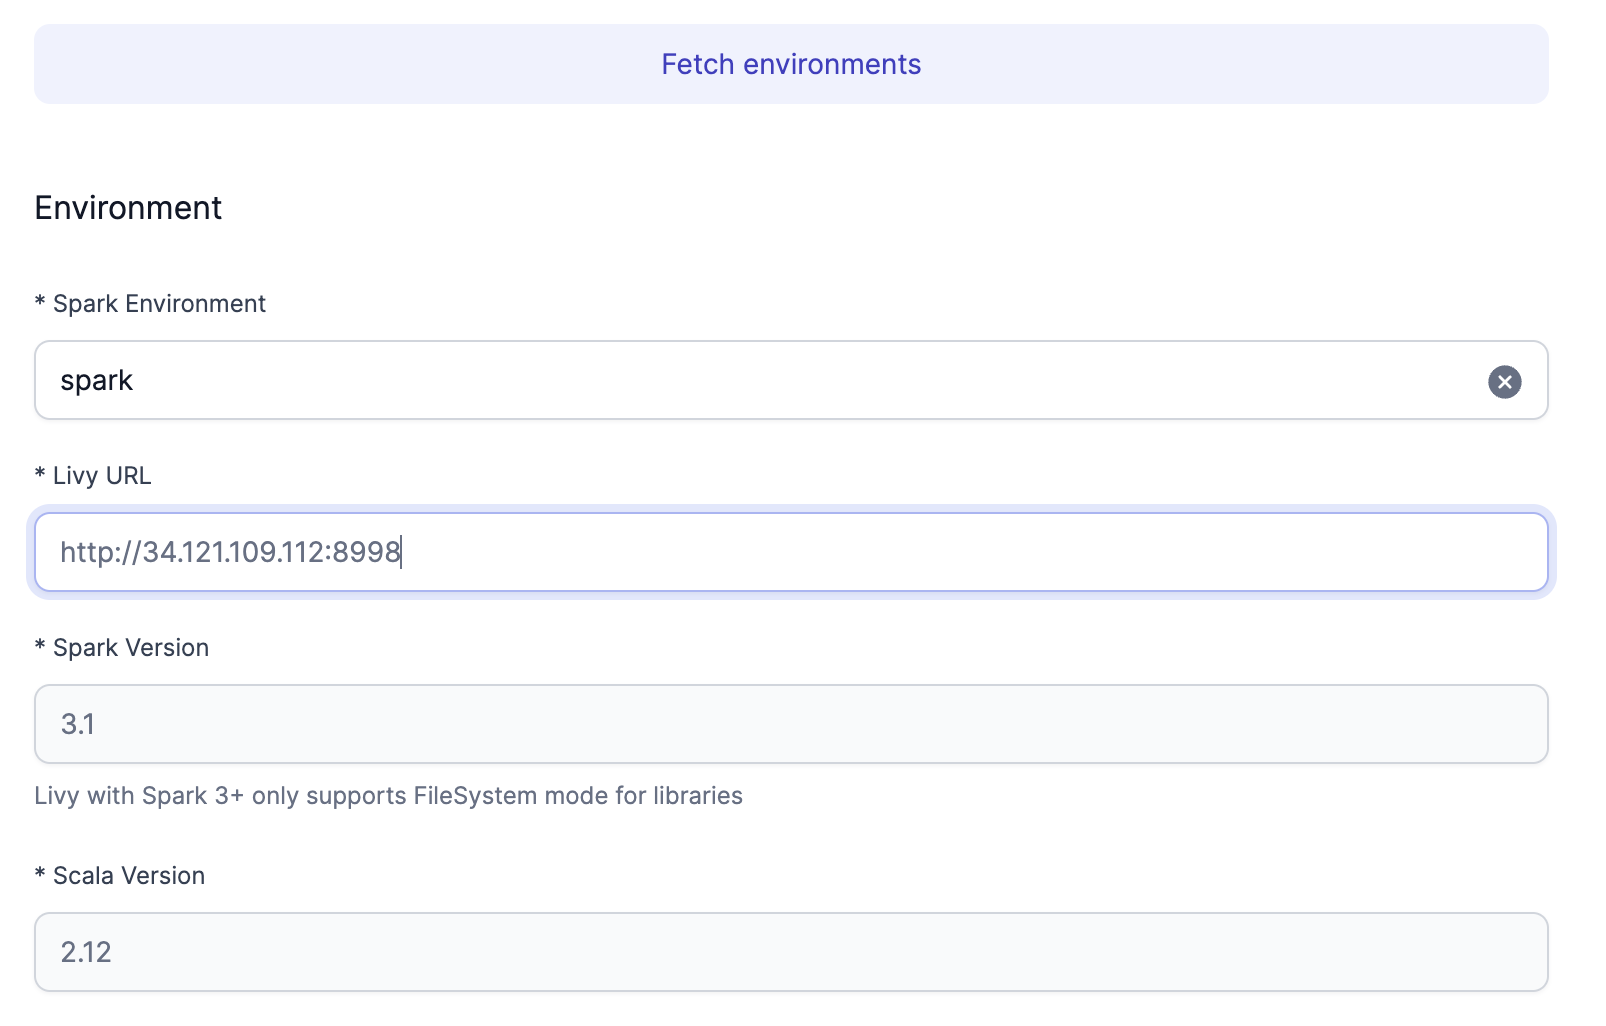 Fetch environments
Environment
* Spark Environment
spark
* Livy URL
http://34.121.109.112:8998
* Spark Version
3.1
Livy with Spark 3+ only supports FileSystem mode for libraries
* Scala Version
2.12